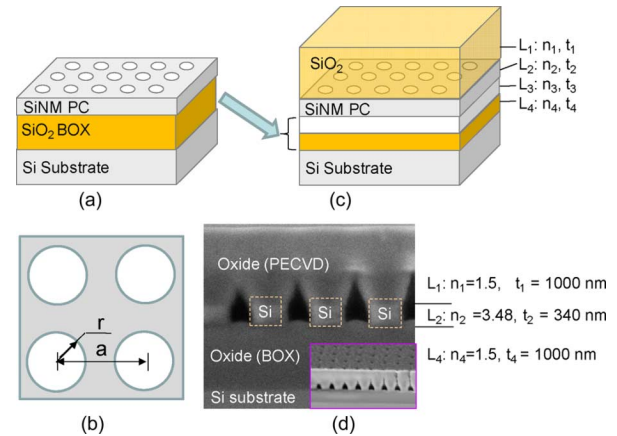 SiNM PC
SiO₂ BOX
Si Substrate
(a)
SiO₂
SiNM PC
Si Substrate
(c)
L₁: n₁, t₁
L₂: n₂, t₂
L₃: n₃, t₃
L₄: n₄, t₄
r
a
(b)
Oxide (PECVD)
Si Si Si
Oxide (BOX)
Si substrate
(d)
L₁: n₁=1.5, t₁ = 1000 nm
L₂: n₂ =3.48, t₂ = 340 nm
L₄: n₄=1.5, t₄ = 1000 nm